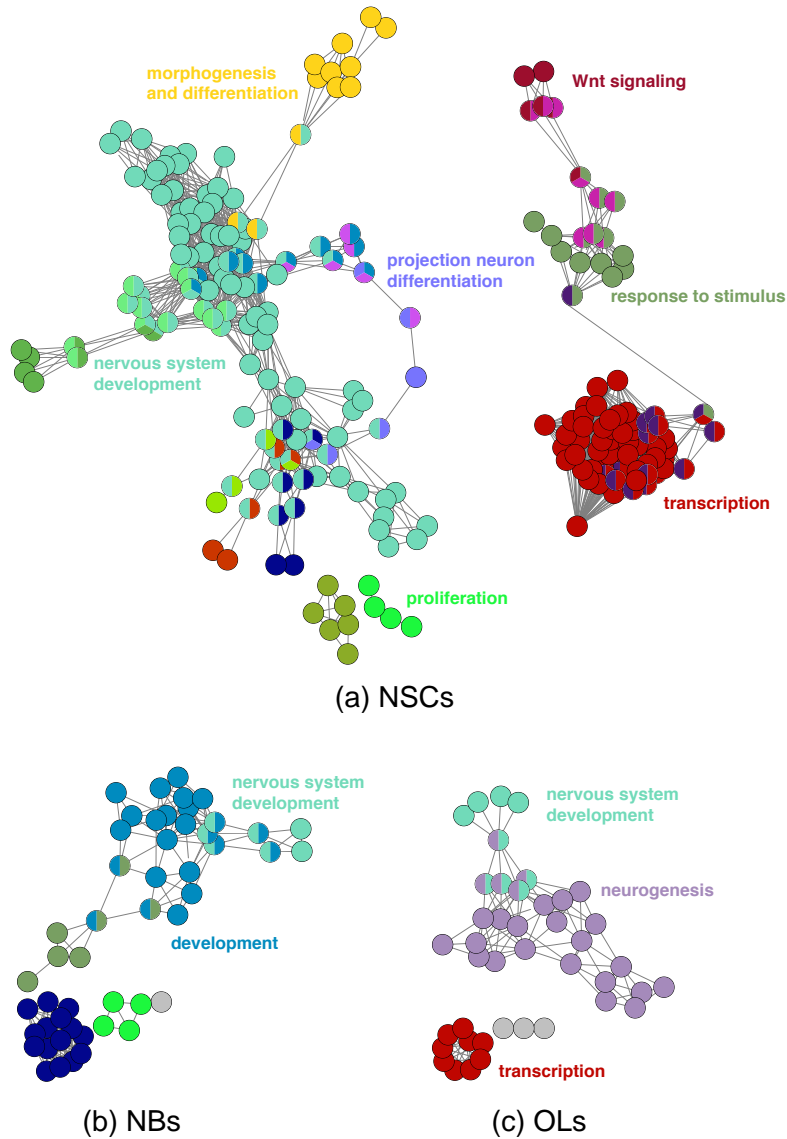 morphogenesis
and differentiation
Wnt signaling
projection neuron
differentiation
response to stimulus
nervous system
development
transcription
proliferation
(a) NSCs
nervous system
development
development
(b) NBs
nervous system
development
neurogenesis
transcription
(c) OLs